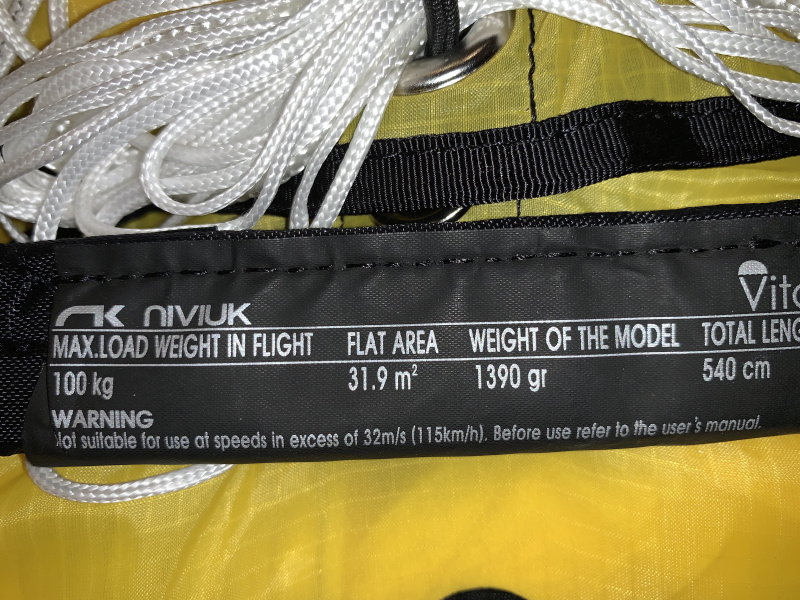 NIVIUK
MAX.LOAD WEIGHT IN FLIGHT FLAT AREA WEIGHT OF THE MODEL TOTAL LENG
100 kg 31.9 m² 1390 gr 540 cm
WARNING
Not suitable for use at speeds in excess of 32m/s (115km/h). Before use refer to the user's manual.